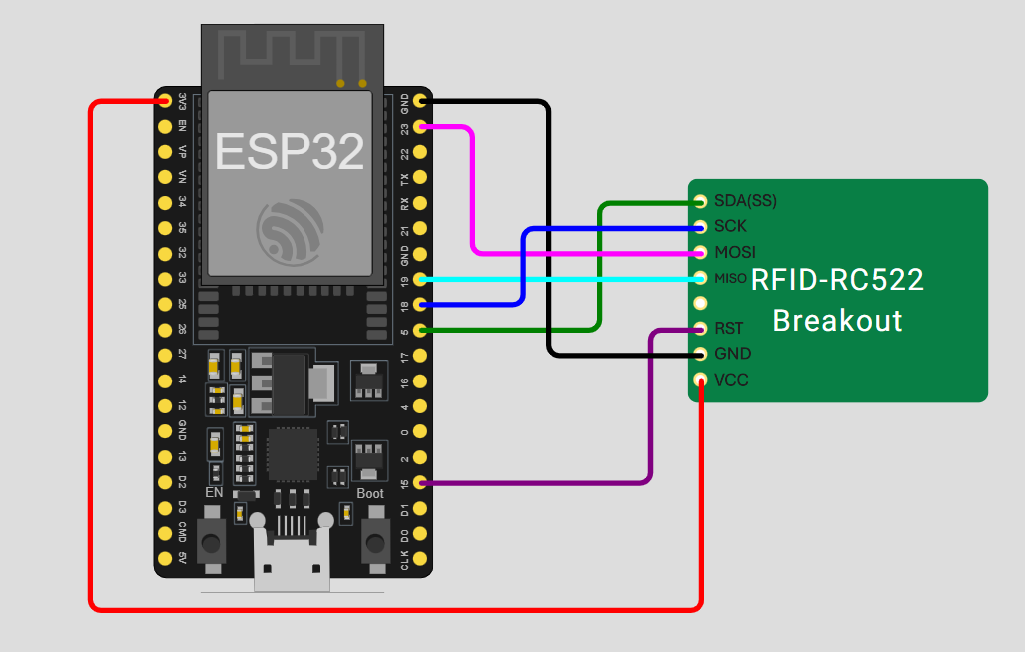 3V3
EN
VP
VN
34
35
32
33
25
26
27
14
12
GND
13
D2
D3
CMD
5V
ESP32
EN
Boot
GND
23
22
TX
RX
21
GND
19
18
5
17
16
4
0
2
15
D1
D0
CLK
SDA(SS)
SCK
MOSI
MISO
RST
GND
VCC
RFID-RC522
Breakout